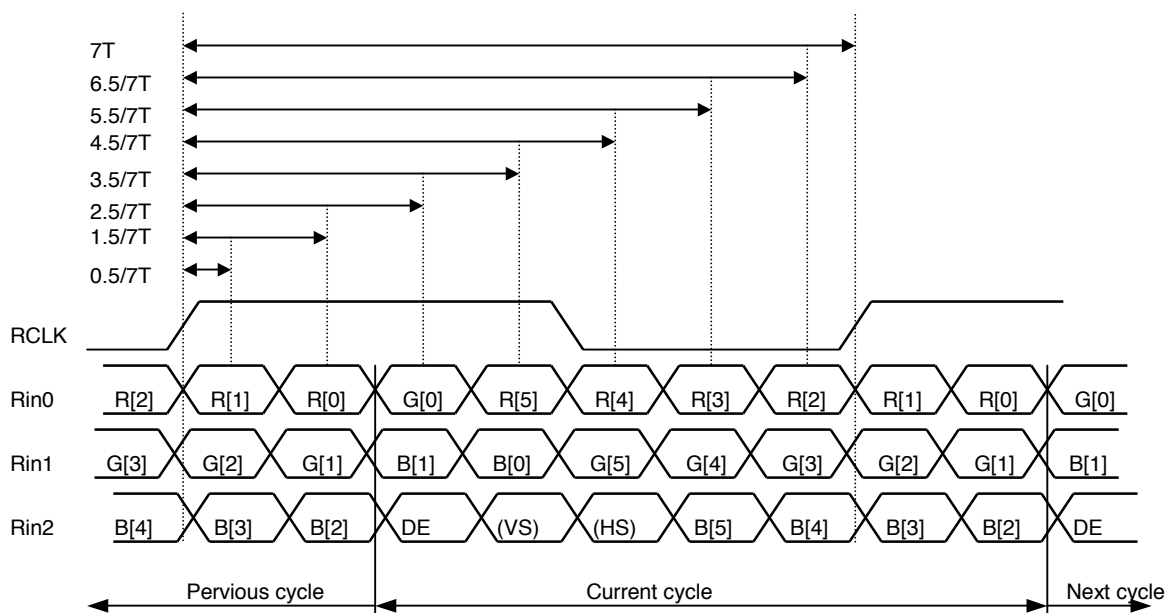 7T
6.5/7T
5.5/7T
4.5/7T
3.5/7T
2.5/7T
1.5/7T
0.5/7T
RCLK
Rin0 R[2] R[1] R[0] G[0] R[5] R[4] R[3] R[2] R[1] R[0] G[0]
Rin1 G[3] G[2] G[1] B[1] B[0] G[5] G[4] G[3] G[2] G[1] B[1]
Rin2 B[4] B[3] B[2] DE (VS) (HS) B[5] B[4] B[3] B[2] DE
Pervious cycle Current cycle Next cycle